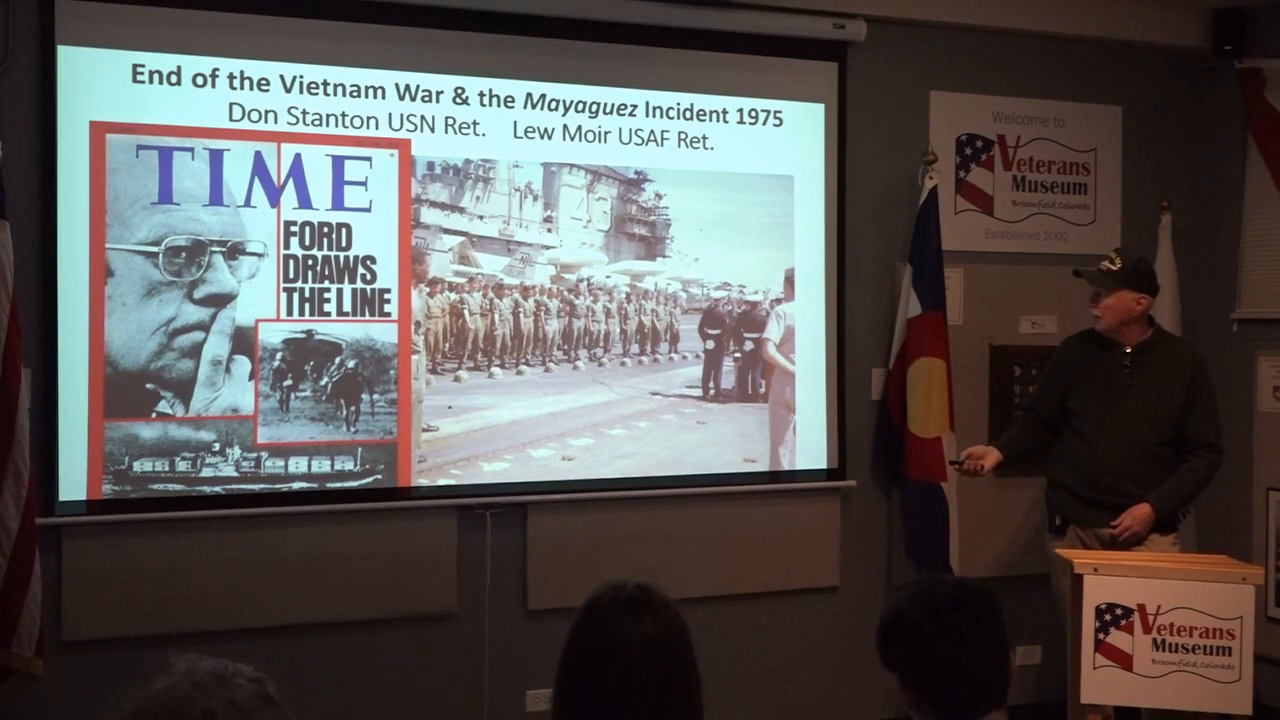 End of the Vietnam War & the Mayaguez Incident 1975
Don Stanton USN Ret. Lew Moir USAF Ret.
TIME
FORD
DRAWS
THE LINE
Welcome to
Veterans
Museum
Broomfield, Colorado
Established 2002
Veterans
Museum
Broomfield, Colorado